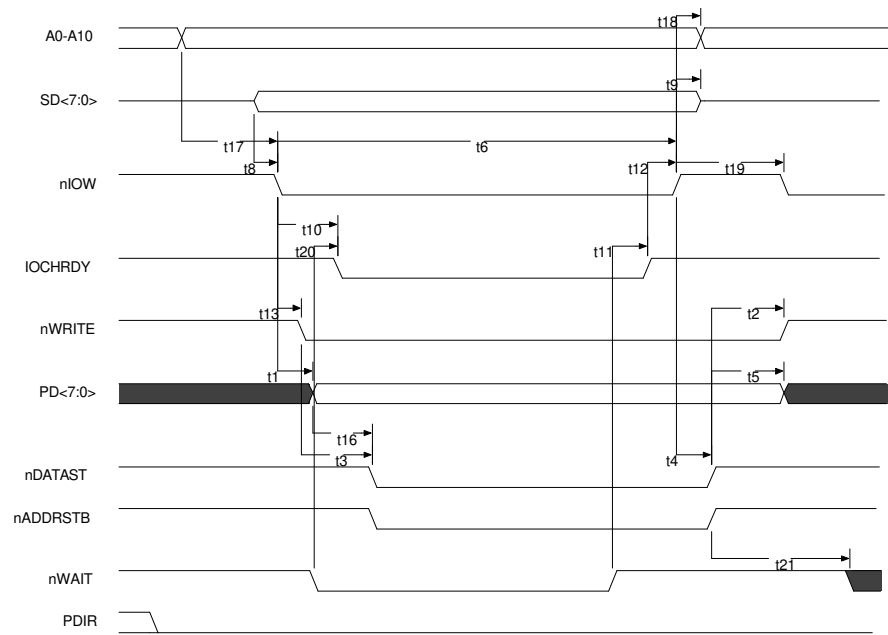 t18
A0-A10
t9
SD<7:0>
t17
t6
t8
t12
t19
nIOW
t10
t20
t11
IOCHRDY
t13
t2
nWRITE
t1
t5
PD<7:0>
t16
t3
t4
nDATAST
nADDRSTB
t21
nWAIT
PDIR